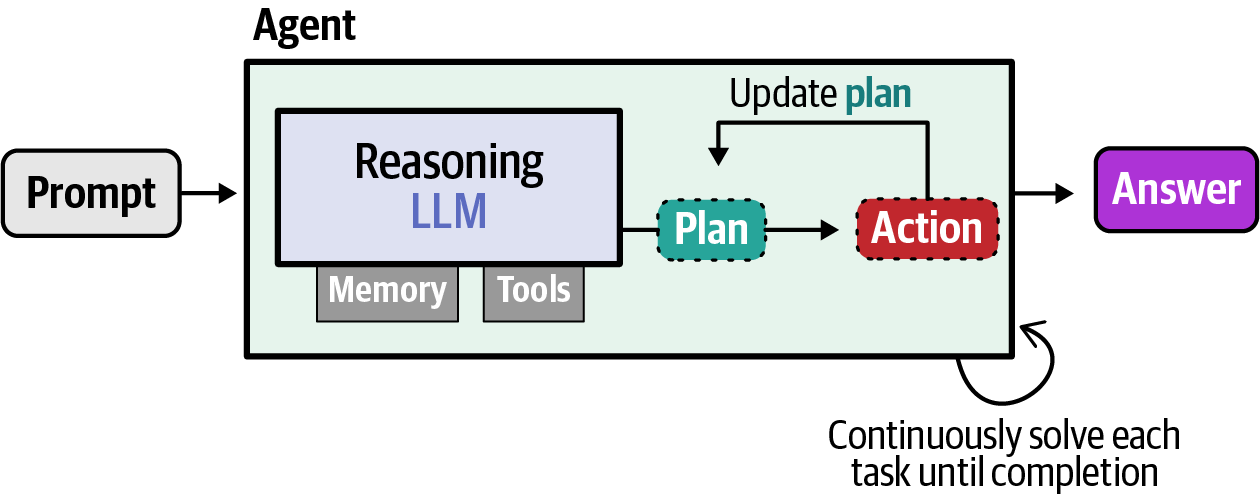 Agent
Update plan
Prompt
Reasoning
LLM
Plan
Action
Memory
Tools
Answer
Continuously solve each
task until completion